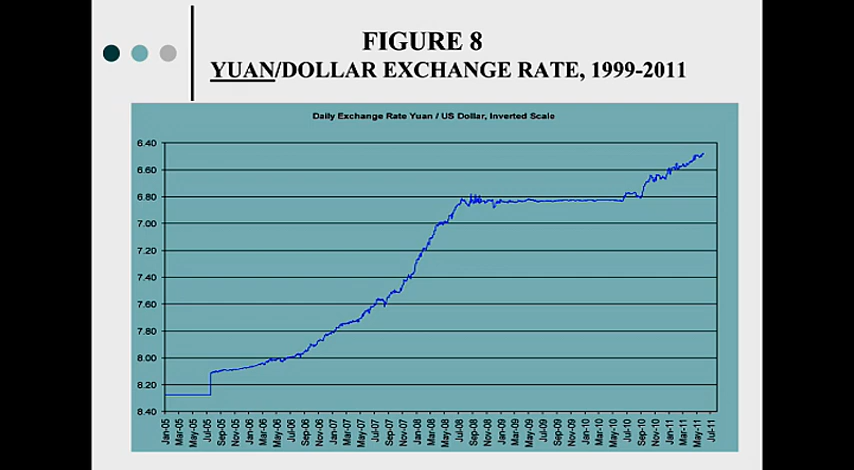 FIGURE 8
YUAN/DOLLAR EXCHANGE RATE, 1999-2011
Daily Exchange Rate Yuan / US Dollar, Inverted Scale
6.40
6.60
6.80
7.00
7.20
7.40
7.60
7.80
8.00
8.20
8.40
Jan-05
Mar-05
May-05
Jul-05
Sep-05
Nov-05
Jan-06
Mar-06
May-06
Jul-06
Sep-06
Nov-06
Jan-07
Mar-07
May-07
Jul-07
Sep-07
Nov-07
Jan-08
Mar-08
May-08
Jul-08
Sep-08
Nov-08
Jan-09
Mar-09
May-09
Jul-09
Sep-09
Nov-09
Jan-10
Mar-10
May-10
Jul-10
Sep-10
Nov-10
Jan-11
Mar-11
May-11
Jul-11